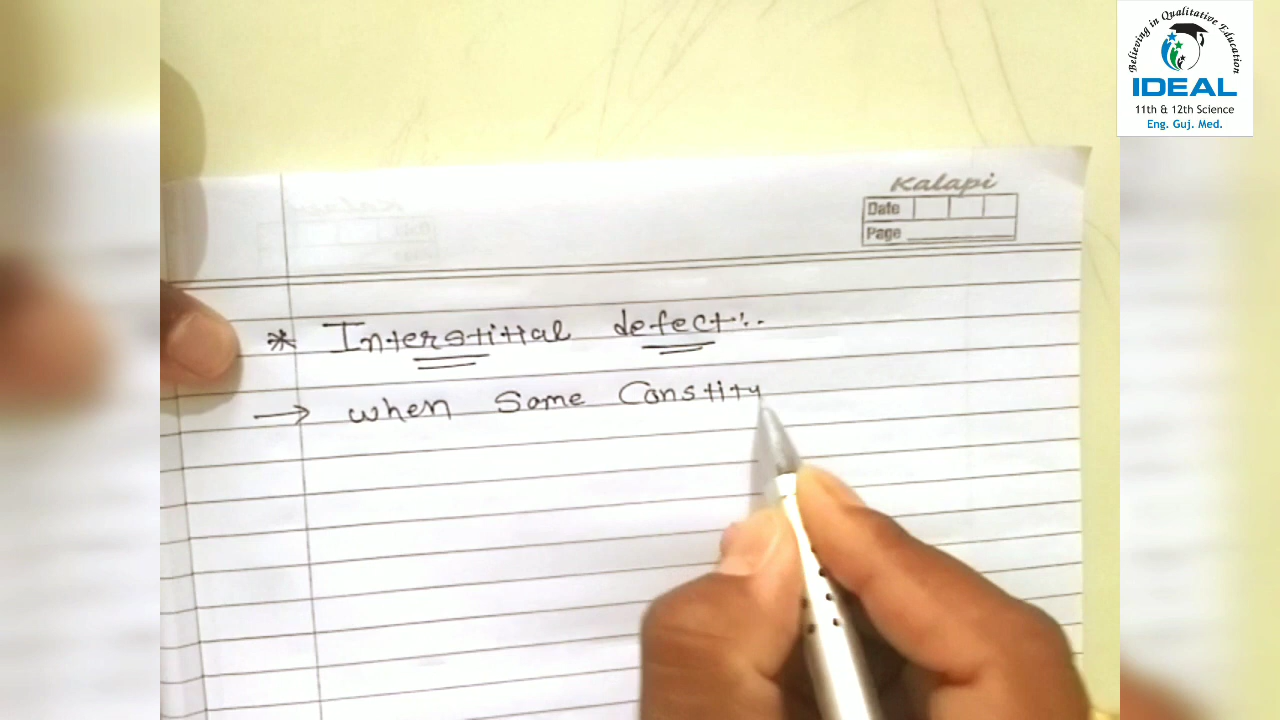 Believing in Qualitative Education
IDEAL
11th & 12th Science
Eng. Guj. Med.
Kalapi
Date
Page
* Interstitial defect:.
→ when Some Constitu